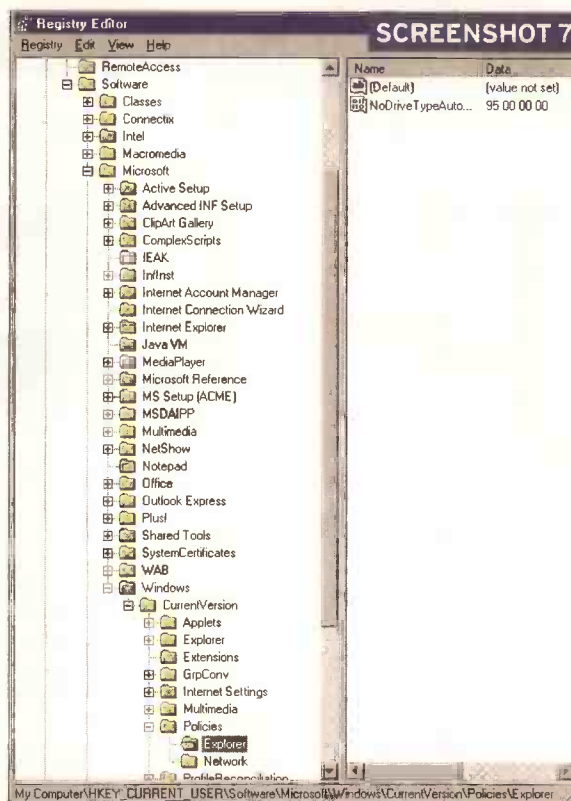 Registry Editor
SCREENSHOT 7
Registry Edit View Help
RemoteAccess
Software
Classes
Connectix
Intel
Macromedia
Microsoft
Active Setup
Advanced INF Setup
ClipArt Gallery
ComplexScripts
IEAK
InfInst
Internet Account Manager
Internet Connection Wizard
Internet Explorer
Java VM
MediaPlayer
Microsoft Reference
MS Setup (ACME)
MSDAIPP
Multimedia
NetShow
Notepad
Office
Outlook Express
Plus!
Shared Tools
SystemCertificates
WAB
Windows
CurrentVersion
Applets
Explorer
Extensions
GrpConv
Internet Settings
Multimedia
Policies
Explorer
Network
ProfileReconciliation
Name Data
(Default) (value not set)
NoDriveTypeAuto... 95 00 00 00
My Computer\HKEY_CURRENT_USER\Software\Microsoft\Windows\CurrentVersion\Policies\Explorer